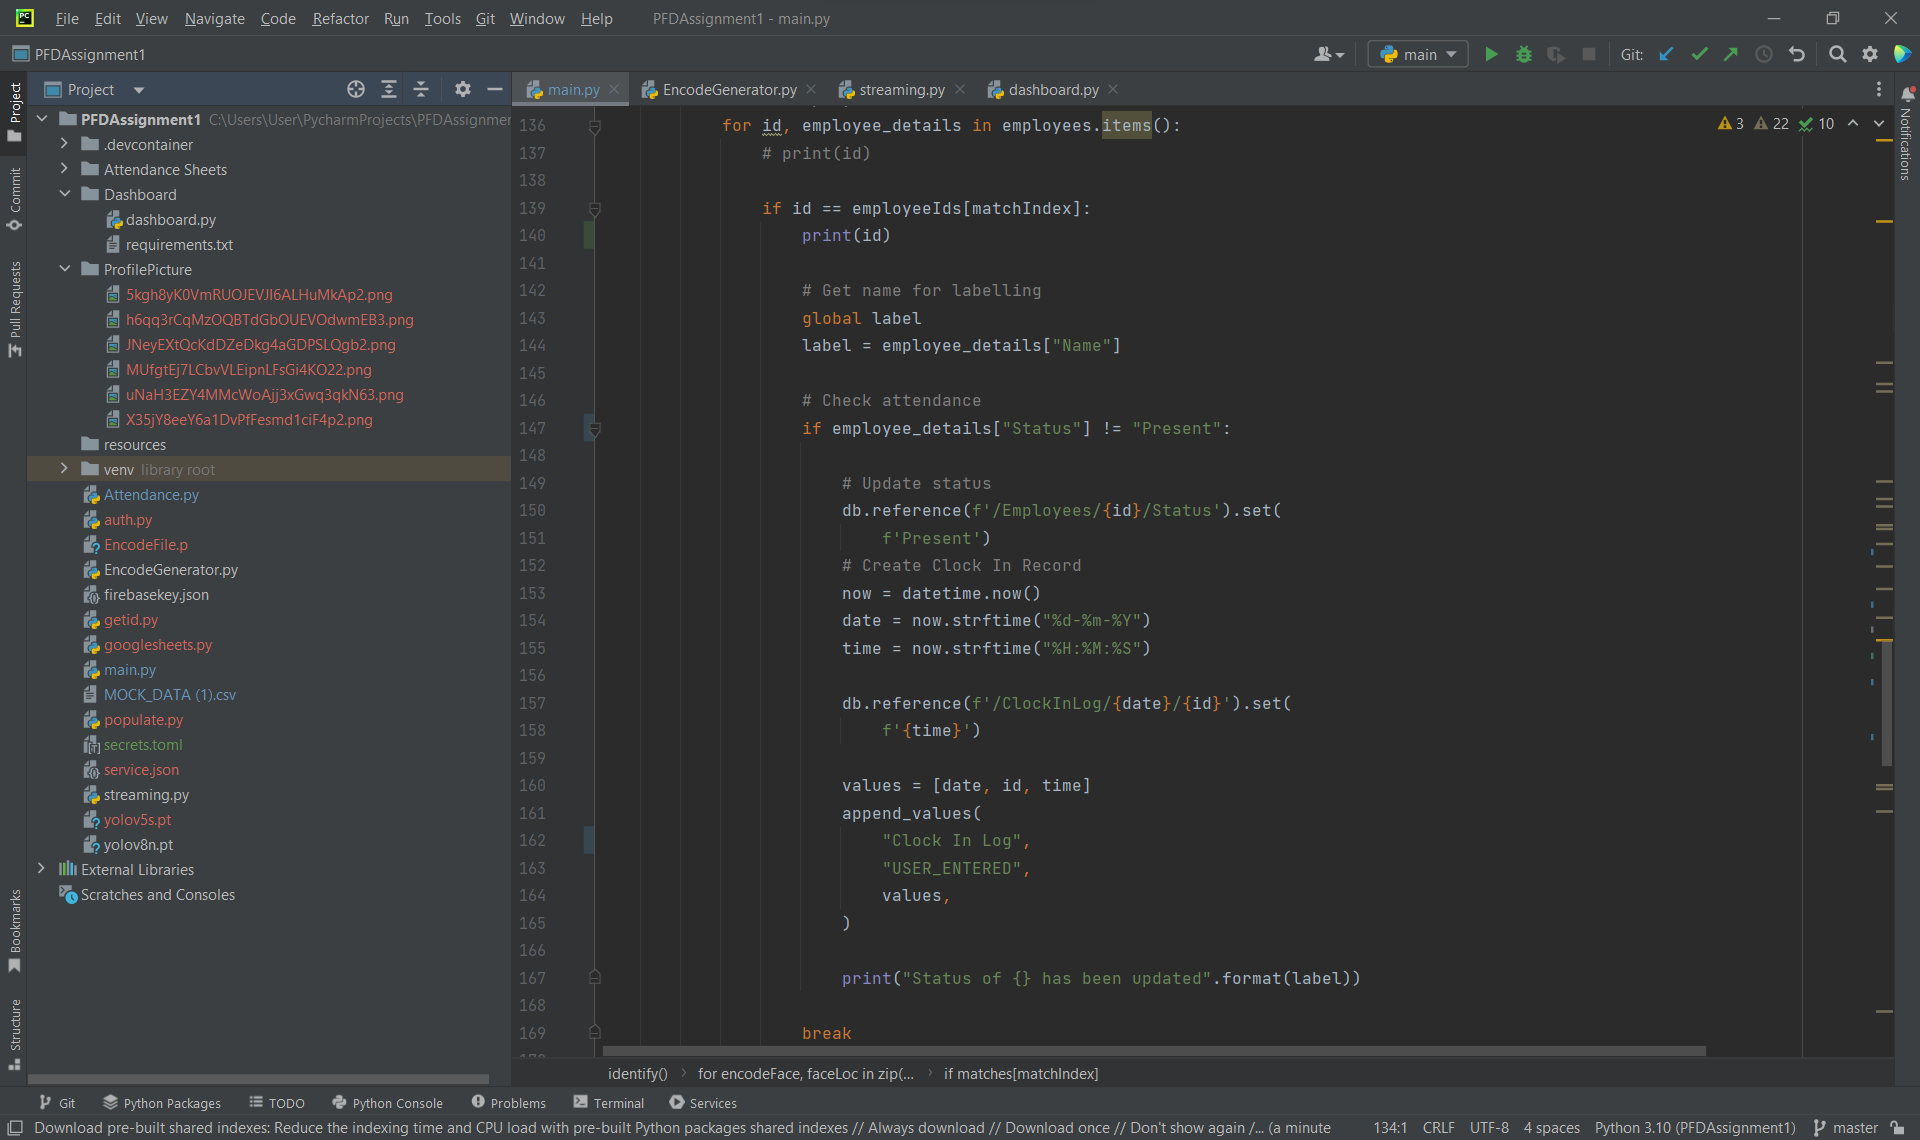 PC
File Edit View Navigate Code Refactor Run Tools Git Window Help PFDAssignment1 - main.py
PFDAssignment1
main
Git:
Project
main.py EncodeGenerator.py streaming.py dashboard.py
PFDAssignment1 C:\Users\User\PycharmProjects\PFDAssignmer
.devcontainer
Attendance Sheets
Dashboard
dashboard.py
requirements.txt
ProfilePicture
5kgh8yK0VmRUOJEVJI6ALHuMkAp2.png
h6qq3rCqMzOQBTdGbOUEVOdwmEB3.png
JNeyEXtQcKdDZeDkg4aGDPSLQgb2.png
MUfgtEj7LCbvVLEipnLFsGi4KO22.png
uNaH3EZY4MMcWoAjj3xGwq3qkN63.png
X35jY8eeY6a1DvPfFesmd1ciF4p2.png
resources
venv library root
Attendance.py
auth.py
EncodeFile.p
EncodeGenerator.py
firebasekey.json
getid.py
googlesheets.py
main.py
MOCK_DATA (1).csv
populate.py
secrets.toml
service.json
streaming.py
yolov5s.pt
yolov8n.pt
External Libraries
Scratches and Consoles
Project
Commit
Pull Requests
Bookmarks
Structure
3 22 10
Notifications
136 for id, employee_details in employees.items():
137 # print(id)
138
139 if id == employeeIds[matchIndex]:
140 print(id)
141
142 # Get name for labelling
143 global label
144 label = employee_details["Name"]
145
146 # Check attendance
147 if employee_details["Status"] != "Present":
148
149 # Update status
150 db.reference(f'/Employees/{id}/Status').set(
151 f'Present')
152 # Create Clock In Record
153 now = datetime.now()
154 date = now.strftime("%d-%m-%Y")
155 time = now.strftime("%H:%M:%S")
156
157 db.reference(f'/ClockInLog/{date}/{id}').set(
158 f'{time}')
159
160 values = [date, id, time]
161 append_values(
162 "Clock In Log",
163 "USER_ENTERED",
164 values,
165 )
166
167 print("Status of {} has been updated".format(label))
168
169 break
identify() for encodeFace, faceLoc in zip(... if matches[matchIndex]
Git Python Packages TODO Python Console Problems Terminal Services
Download pre-built shared indexes: Reduce the indexing time and CPU load with pre-built Python packages shared indexes // Always download // Download once // Don't show again /... (a minute 134:1 CRLF UTF-8 4 spaces Python 3.10 (PFDAssignment1) master